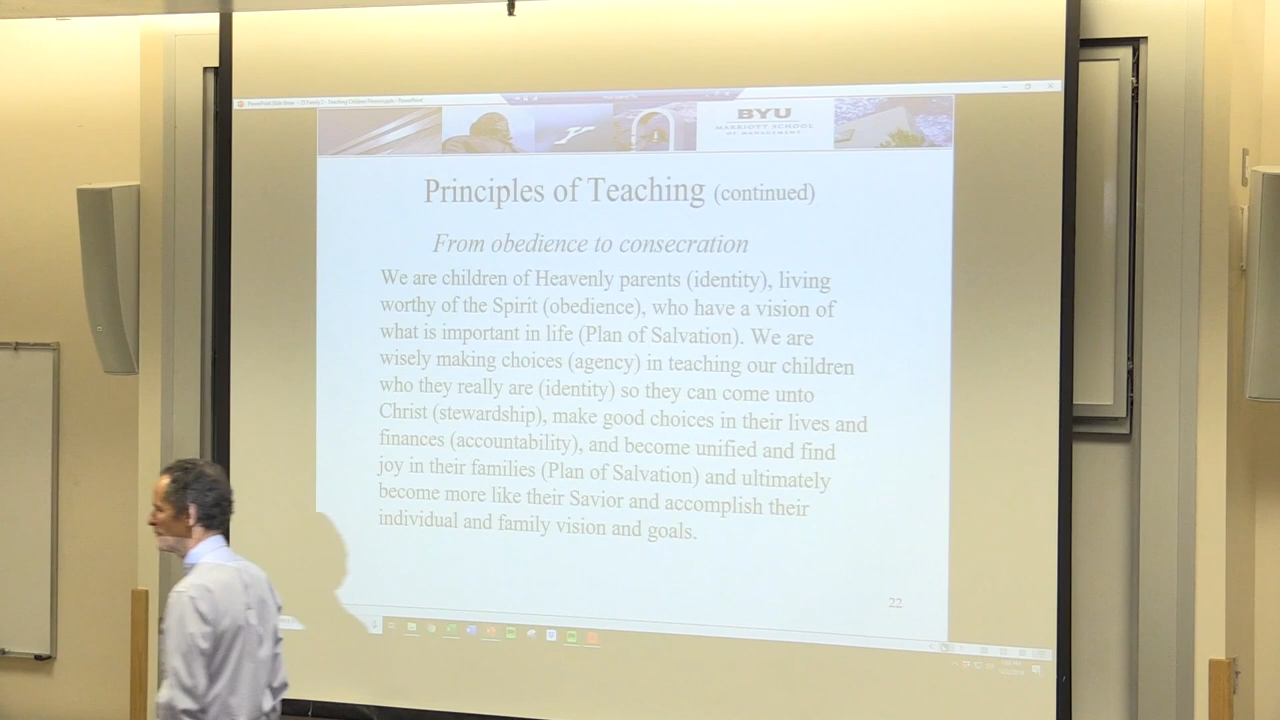 BYU
MARRIOTT SCHOOL
OF MANAGEMENT
Principles of Teaching (continued)
From obedience to consecration
We are children of Heavenly parents (identity), living
worthy of the Spirit (obedience), who have a vision of
what is important in life (Plan of Salvation). We are
wisely making choices (agency) in teaching our children
who they really are (identity) so they can come unto
Christ (stewardship), make good choices in their lives and
finances (accountability), and become unified and find
joy in their families (Plan of Salvation) and ultimately
become more like their Savior and accomplish their
individual and family vision and goals.
22